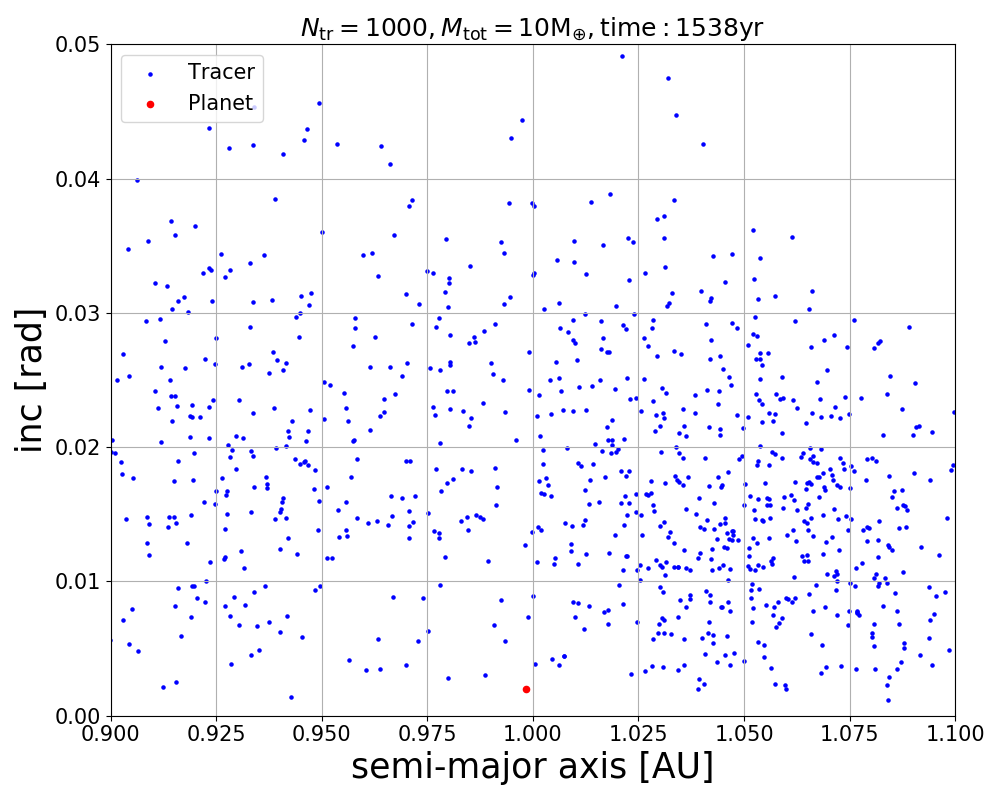 N_tr = 1000, M_tot = 10M_⊕, time : 1538yr
Tracer
Planet
0.05
0.04
0.03
0.02
0.01
0.00
inc [rad]
0.900 0.925 0.950 0.975 1.000 1.025 1.050 1.075 1.100
semi-major axis [AU]